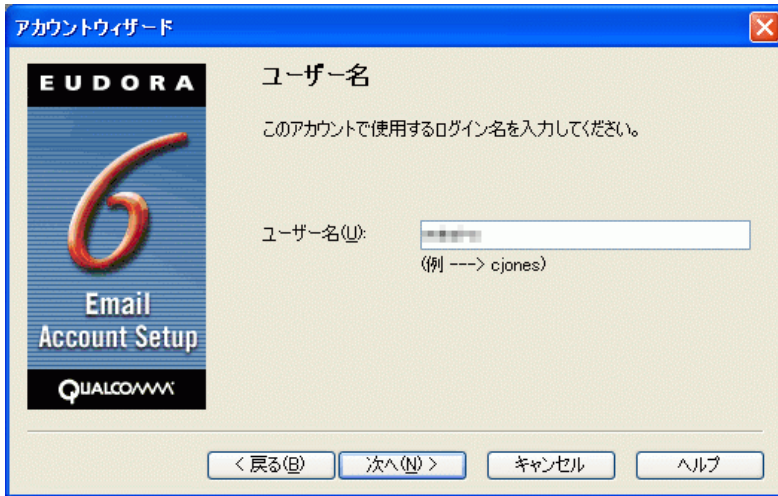 アカウントウィザード
EUDORA
6
Email
Account Setup
QUALCOMM
ユーザー名
このアカウントで使用するログイン名を入力してください。
ユーザー名(U):
(例 ---> cjones)
< 戻る(B)
次へ(N) >
キャンセル
ヘルプ